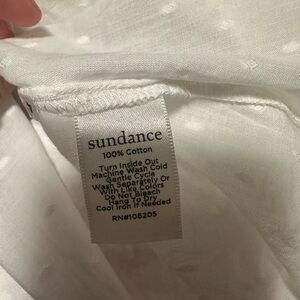 sundance
100% Cotton
Turn Inside Out
Machine Wash Cold
Gentle Cycle
Wash Separately Or
With Like Colors
Do Not Bleach
Hang To Dry
Cool Iron If Needed
RN#106205